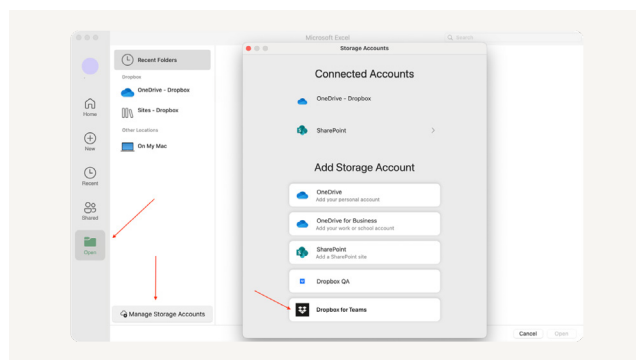 Microsoft Excel
Search
Recent Folders
Dropbox
OneDrive - Dropbox
Sites - Dropbox
Other Locations
On My Mac
Home
New
Recent
Shared
Open
Manage Storage Accounts
Storage Accounts
Connected Accounts
OneDrive - Dropbox
SharePoint
Add Storage Account
OneDrive
Add your personal account
OneDrive for Business
Add your work or school account
SharePoint
Add a SharePoint site
Dropbox QA
Dropbox for Teams
Cancel
Open